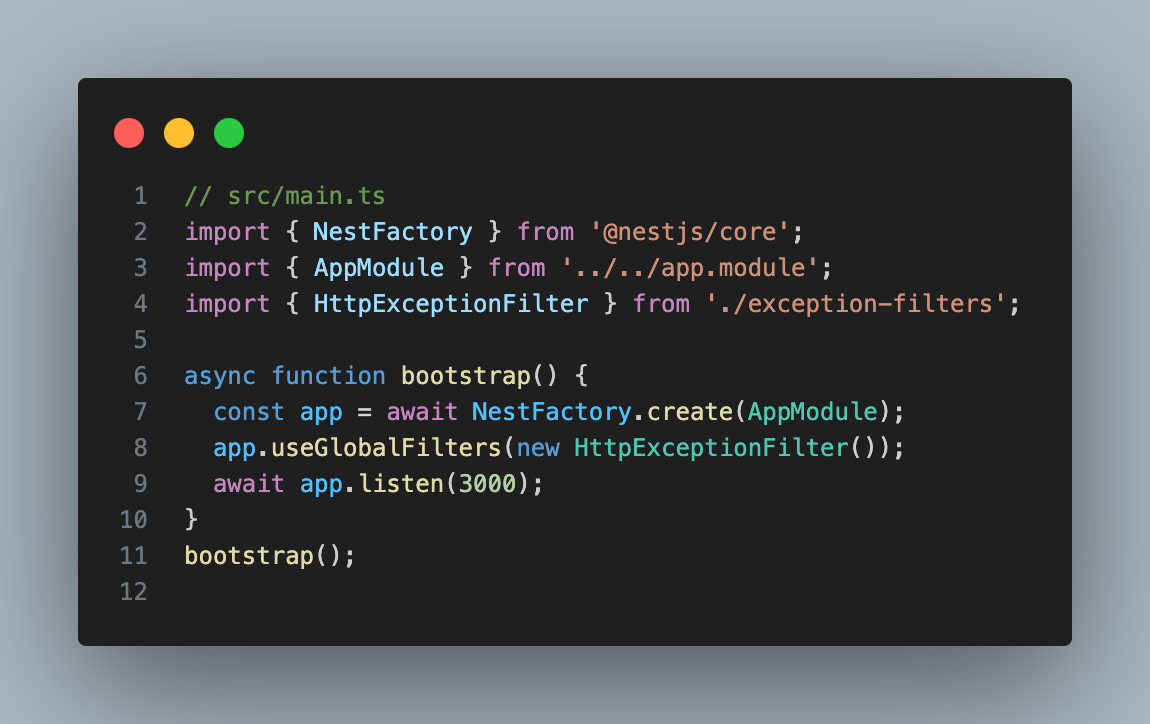 1 // src/main.ts
2 import { NestFactory } from '@nestjs/core';
3 import { AppModule } from '../../app.module';
4 import { HttpExceptionFilter } from './exception-filters';
5
6 async function bootstrap() {
7   const app = await NestFactory.create(AppModule);
8   app.useGlobalFilters(new HttpExceptionFilter());
9   await app.listen(3000);
10 }
11 bootstrap();
12